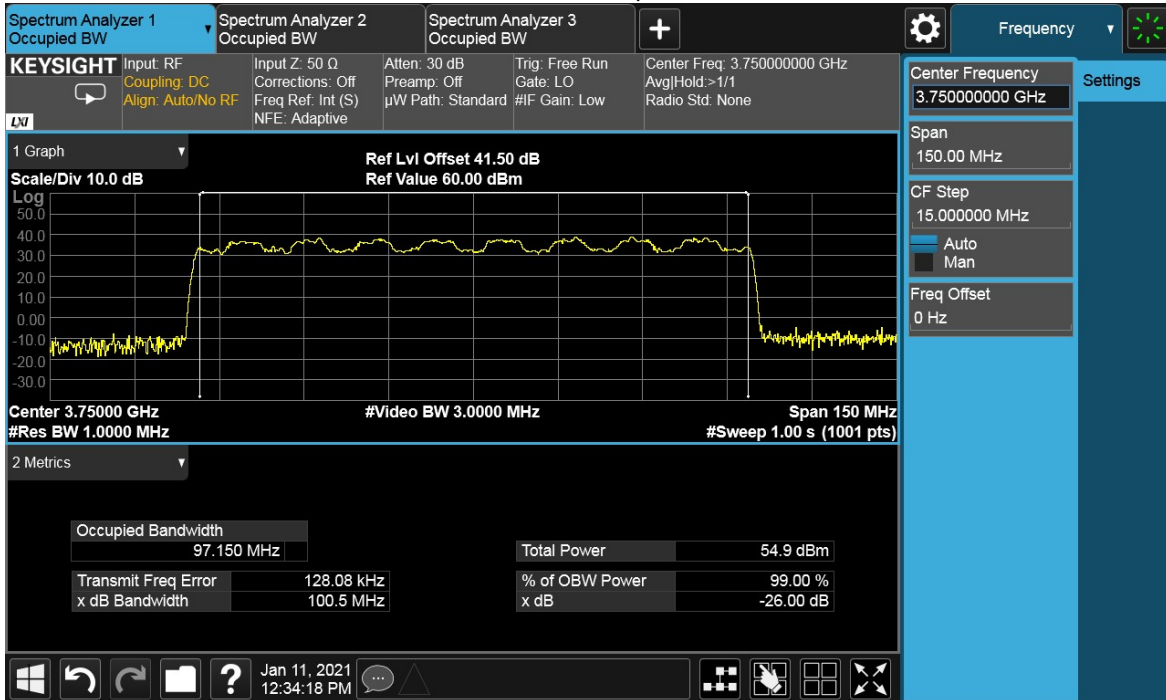 Spectrum Analyzer 1
Occupied BW
Spectrum Analyzer 2
Occupied BW
Spectrum Analyzer 3
Occupied BW
Frequency
KEYSIGHT
LXI
Input: RF
Coupling: DC
Align: Auto/No RF
Input Z: 50 Ω
Corrections: Off
Freq Ref: Int (S)
NFE: Adaptive
Atten: 30 dB
Preamp: Off
µW Path: Standard
Trig: Free Run
Gate: LO
#IF Gain: Low
Center Freq: 3.750000000 GHz
Avg|Hold:>1/1
Radio Std: None
Center Frequency
3.750000000 GHz
Settings
Span
150.00 MHz
CF Step
15.000000 MHz
Auto
Man
Freq Offset
0 Hz
1 Graph
Scale/Div 10.0 dB
Ref Lvl Offset 41.50 dB
Ref Value 60.00 dBm
Log
50.0
40.0
30.0
20.0
10.0
0.00
-10.0
-20.0
-30.0
Center 3.75000 GHz
#Video BW 3.0000 MHz
Span 150 MHz
#Res BW 1.0000 MHz
#Sweep 1.00 s (1001 pts)
2 Metrics
Occupied Bandwidth
97.150 MHz
Total Power 54.9 dBm
Transmit Freq Error 128.08 kHz
% of OBW Power 99.00 %
x dB Bandwidth 100.5 MHz
x dB -26.00 dB
?
Jan 11, 2021
12:34:18 PM